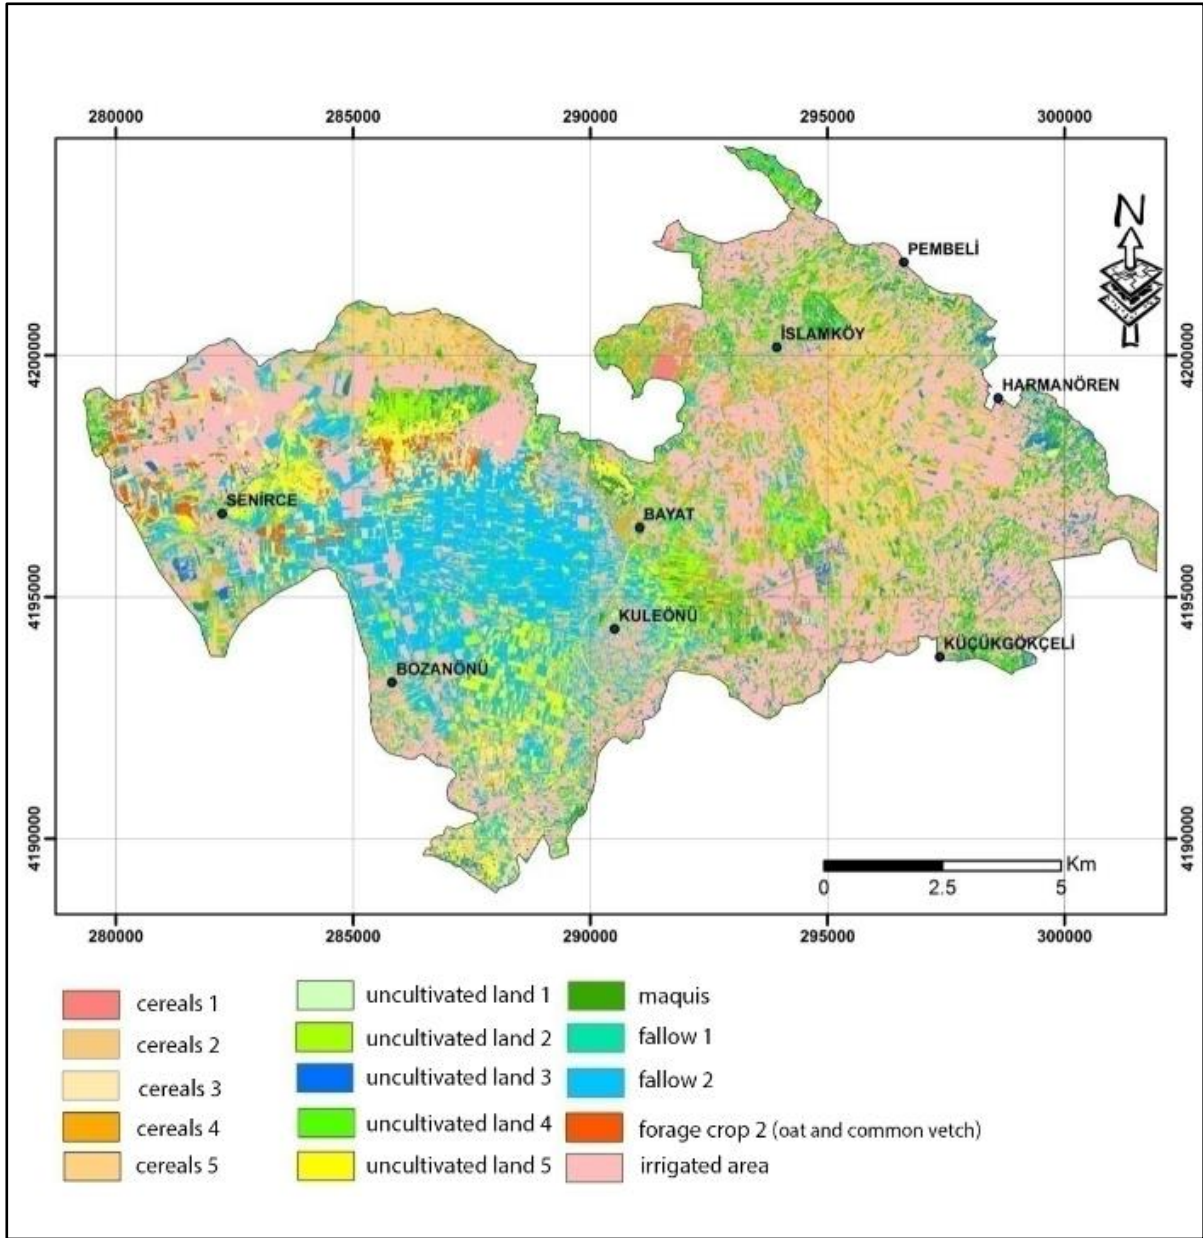 280000 285000 290000 295000 300000
N
PEMBELİ
4200000 4200000
İSLAMKÖY
HARMANÖREN
SENİRCE
BAYAT
4195000 4195000
KULEÖNÜ
KÜÇÜKGÖKÇELİ
BOZANÖNÜ
4190000 4190000
Km
0 2.5 5
280000 285000 290000 295000 300000
cereals 1
cereals 2
cereals 3
cereals 4
cereals 5
uncultivated land 1
uncultivated land 2
uncultivated land 3
uncultivated land 4
uncultivated land 5
maquis
fallow 1
fallow 2
forage crop 2 (oat and common vetch)
irrigated area